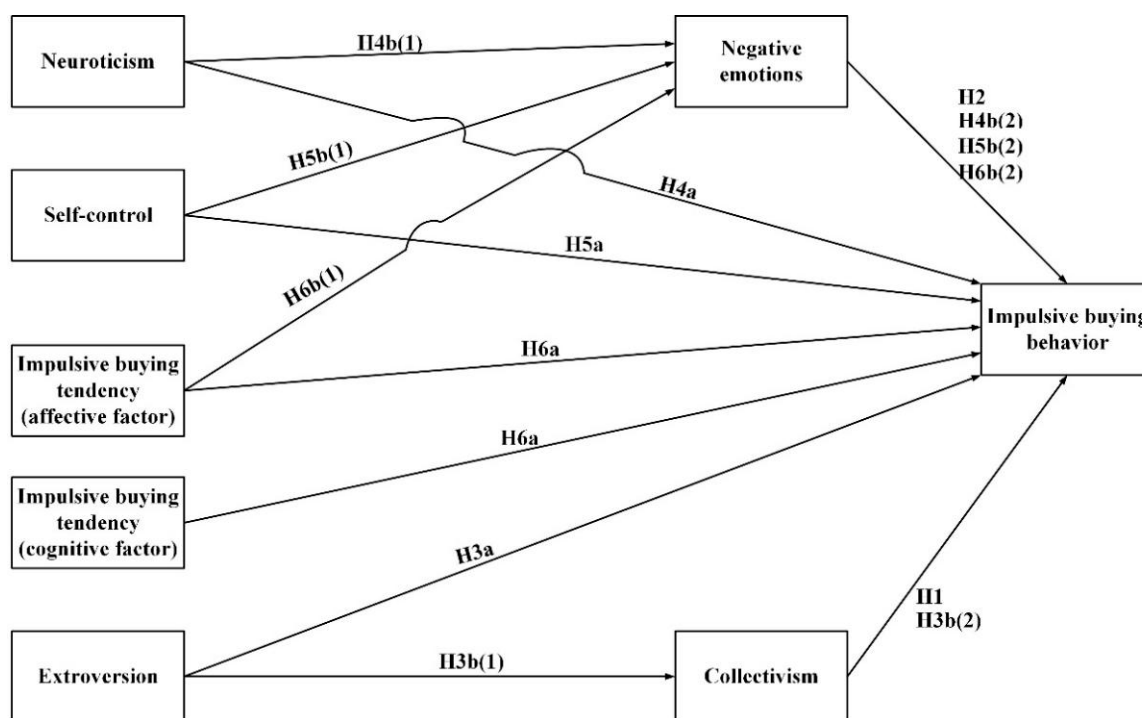 Neuroticism
H4b(1)
Negative
emotions
H2
H4b(2)
H5b(2)
H6b(2)
H5b(1)
Self-control
H4a
H5a
H6b(1)
Impulsive buying
behavior
Impulsive buying
tendency
(affective factor)
H6a
H6a
Impulsive buying
tendency
(cognitive factor)
H3a
H1
H3b(2)
Extroversion
H3b(1)
Collectivism